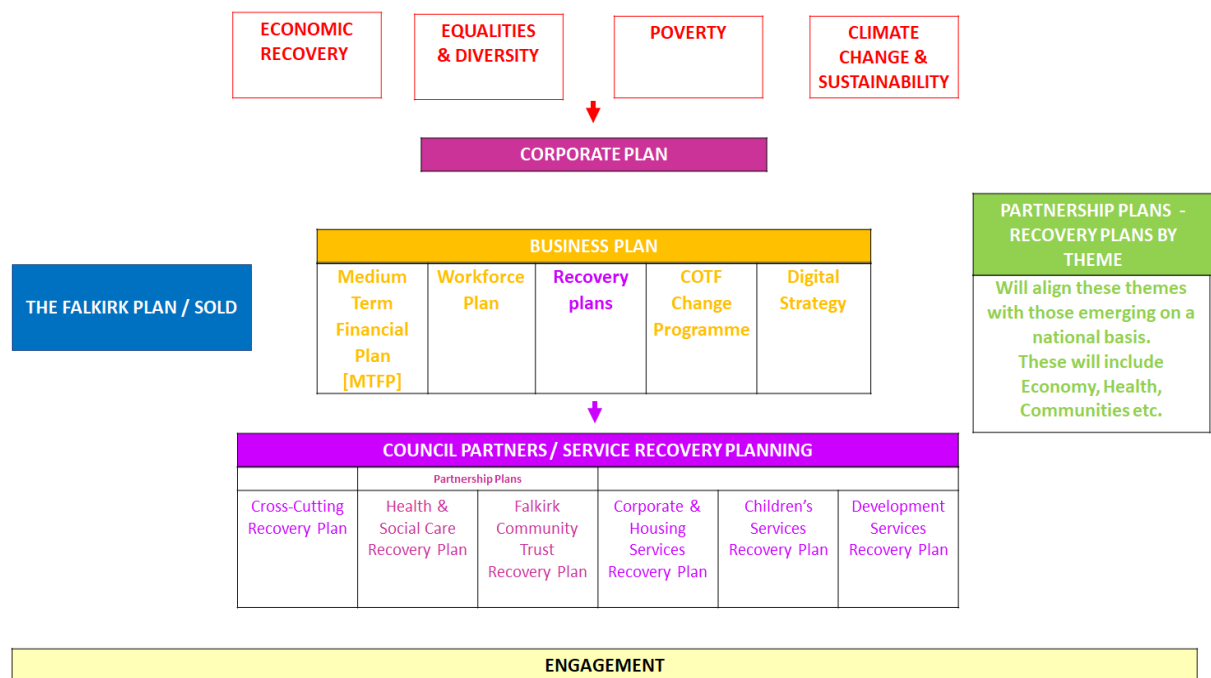 ECONOMIC
RECOVERY
EQUALITIES
& DIVERSITY
POVERTY
CLIMATE
CHANGE &
SUSTAINABILITY
CORPORATE PLAN
THE FALKIRK PLAN / SOLD
BUSINESS PLAN
Medium
Term
Financial
Plan
[MTFP]
Workforce
Plan
Recovery
plans
COTF
Change
Programme
Digital
Strategy
PARTNERSHIP PLANS -
RECOVERY PLANS BY
THEME
Will align these themes
with those emerging on a
national basis.
These will include
Economy, Health,
Communities etc.
COUNCIL PARTNERS / SERVICE RECOVERY PLANNING
Partnership Plans
Cross-Cutting
Recovery Plan
Health &
Social Care
Recovery Plan
Falkirk
Community
Trust
Recovery Plan
Corporate &
Housing
Services
Recovery Plan
Children's
Services
Recovery Plan
Development
Services
Recovery Plan
ENGAGEMENT